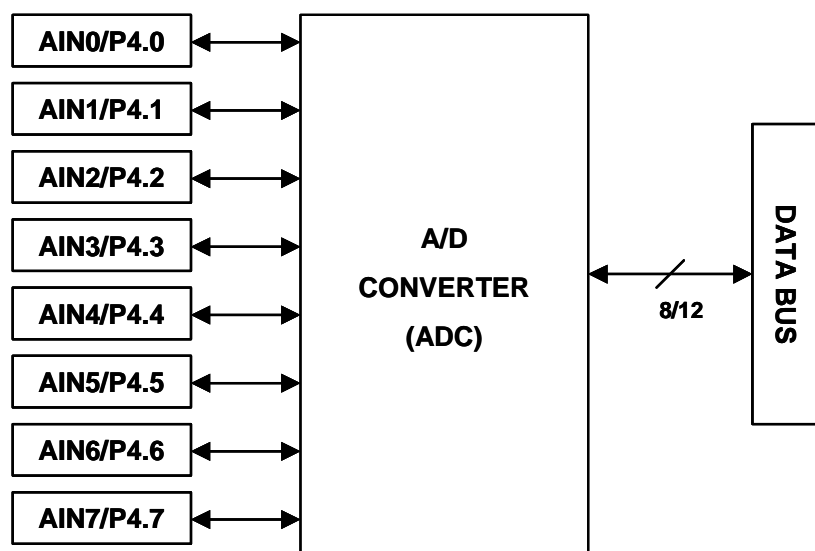 AIN0/P4.0
AIN1/P4.1
AIN2/P4.2
AIN3/P4.3
AIN4/P4.4
AIN5/P4.5
AIN6/P4.6
AIN7/P4.7
A/D
CONVERTER
(ADC)
8/12
DATA BUS